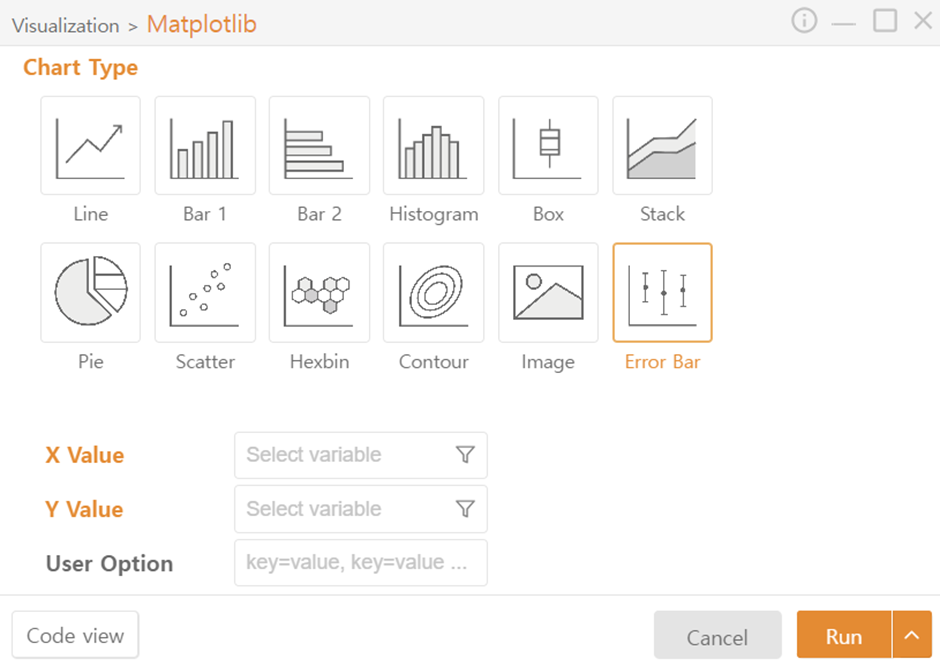 Visualization > Matplotlib
Chart Type
Line Bar 1 Bar 2 Histogram Box Stack
Pie Scatter Hexbin Contour Image Error Bar
X Value Select variable
Y Value Select variable
User Option key=value, key=value ...
Code view Cancel Run